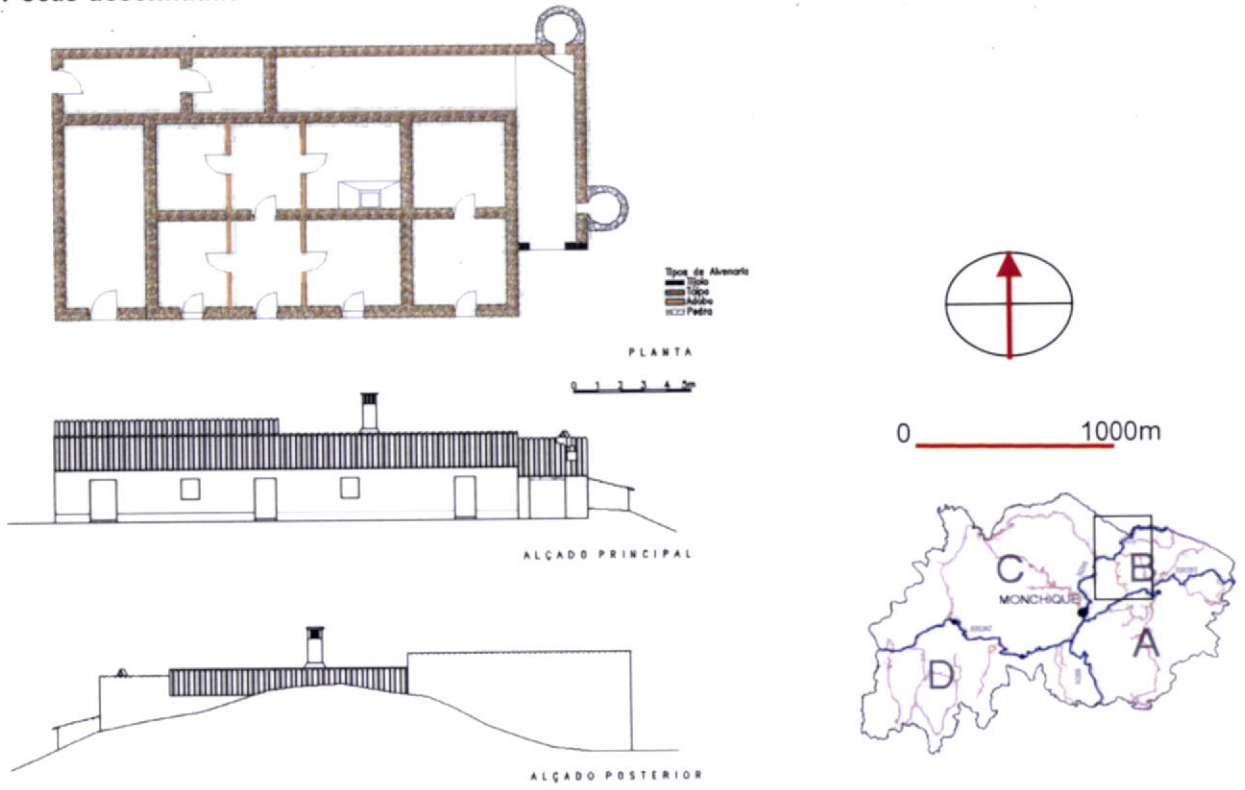 Tipos de Alvenaria
Tijolo
Taipa
Adobe
Pedra
PLANTA
0 1 2 3 4 5m
ALÇADO PRINCIPAL
ALÇADO POSTERIOR
0 1000m
C
B
MONCHIQUE
A
D